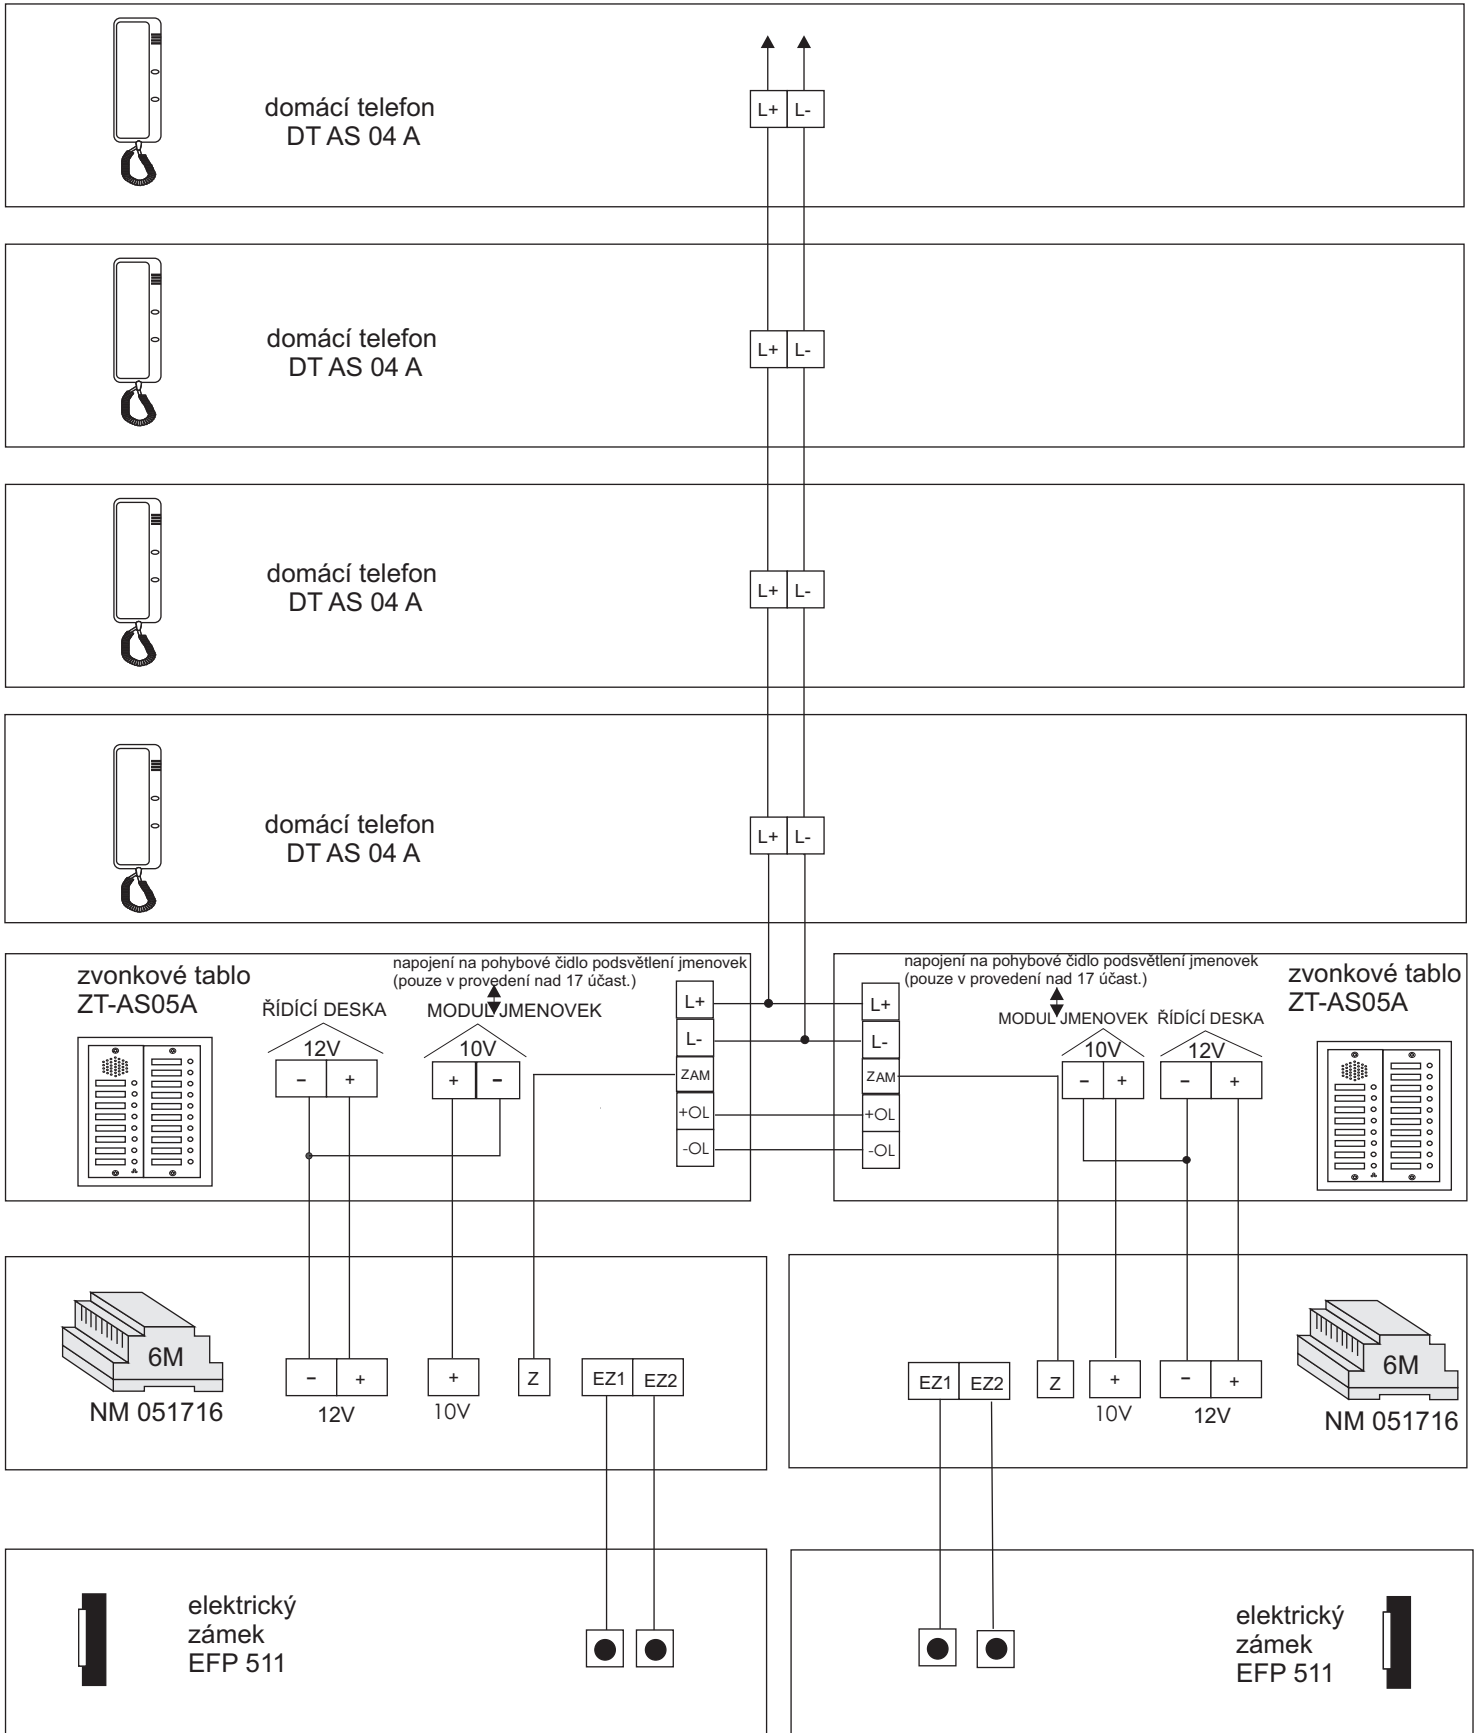 domácí telefon
DT AS 04 A
L+ L-
domácí telefon
DT AS 04 A
L+ L-
domácí telefon
DT AS 04 A
L+ L-
domácí telefon
DT AS 04 A
L+ L-
zvonkové tablo
ZT-AS05A
napojení na pohybové čidlo podsvětlení jmenovek
(pouze v provedení nad 17 účast.)
ŘÍDÍCÍ DESKA
MODUL JMENOVEK
12V
10V
- +
+ -
L+
L-
ZAM
+OL
-OL
napojení na pohybové čidlo podsvětlení jmenovek
(pouze v provedení nad 17 účast.)
zvonkové tablo
ZT-AS05A
MODUL JMENOVEK
ŘÍDÍCÍ DESKA
10V
12V
- +
- +
L+
L-
ZAM
+OL
-OL
6M
NM 051716
- +
12V
+
10V
Z
EZ1 EZ2
EZ1 EZ2
Z
+
10V
- +
12V
6M
NM 051716
elektrický
zámek
EFP 511
elektrický
zámek
EFP 511